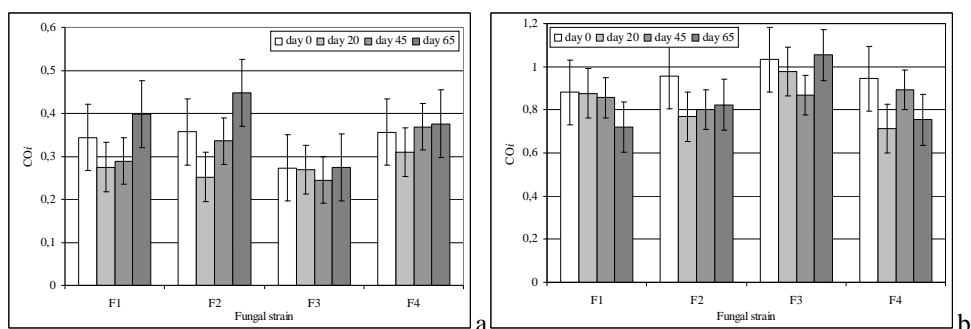 0,6
day 0 day 20 day 45 day 65
0,5
0,4
0,3
0,2
0,1
0
COi
F1 F2 F3 F4
Fungal strain
a
1,2
day 0 day 20 day 45 day 65
1
0,8
0,6
0,4
0,2
0
COi
F1 F2 F3 F4
Fungal strain
b